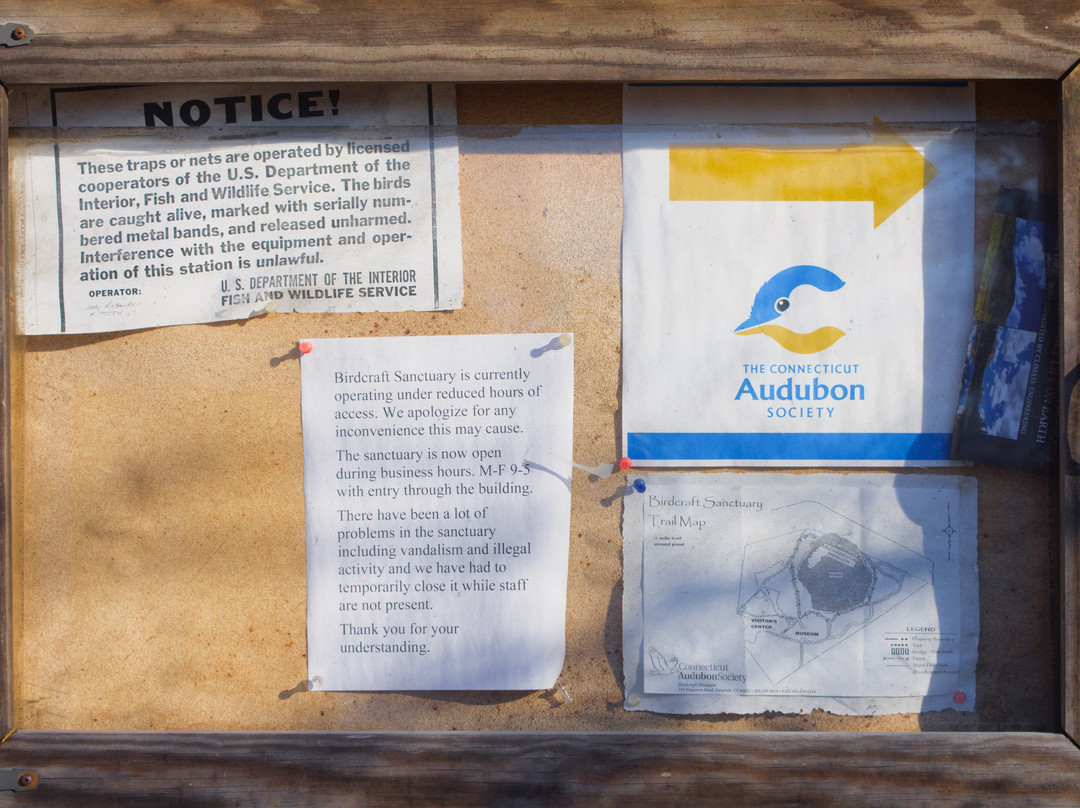 NOTICE!
These traps or nets are operated by licensed
cooperators of the U.S. Department of the
Interior, Fish and Wildlife Service. The birds
are caught alive, marked with serially num-
bered metal bands, and released unharmed.
Interference with the equipment and oper-
ation of this station is unlawful.
OPERATOR:
U. S. DEPARTMENT OF THE INTERIOR
FISH AND WILDLIFE SERVICE
Birdcraft Sanctuary is currently
operating under reduced hours of
access. We apologize for any
inconvenience this may cause.
The sanctuary is now open
during business hours. M-F 9-5
with entry through the building.
There have been a lot of
problems in the sanctuary
including vandalism and illegal
activity and we have had to
temporarily close it while staff
are not present.
Thank you for your
understanding.
THE CONNECTICUT
Audubon
SOCIETY
Birdcraft Sanctuary
Trail Map
VISITOR'S
CENTER
MUSEUM
LEGEND
Connecticut
AudubonSociety
ON EARTH
ENGINEERING